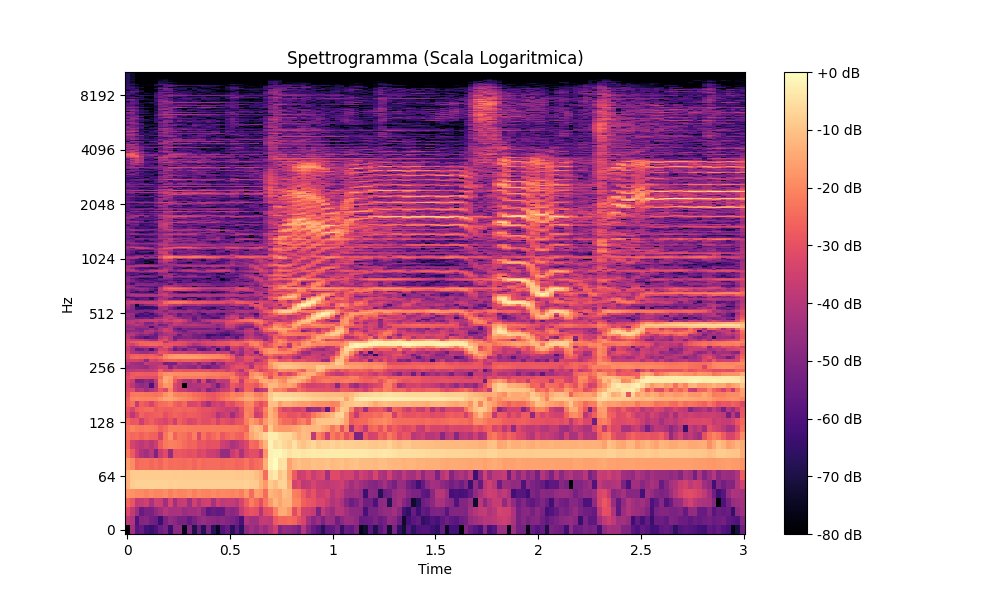 Spettrogramma (Scala Logaritmica)
Hz
8192
4096
2048
1024
512
256
128
64
0
0 0.5 1 1.5 2 2.5 3
Time
+0 dB
-10 dB
-20 dB
-30 dB
-40 dB
-50 dB
-60 dB
-70 dB
-80 dB